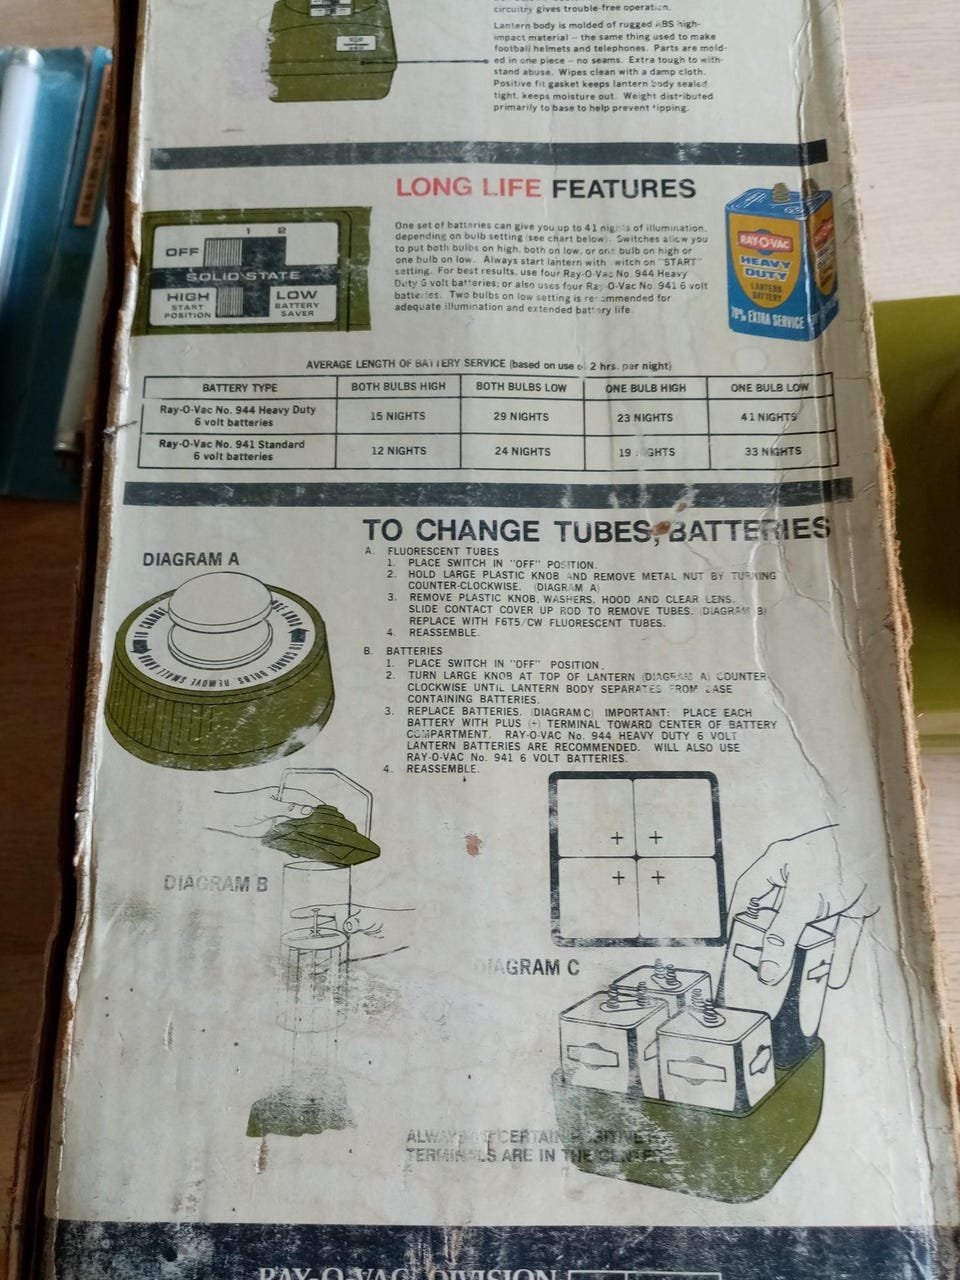 circuitry gives trouble-free operation.
Lantern body is molded of rugged ABS high-
impact material -- the same thing used to make
football helmets and telephones. Parts are mold-
ed in one piece -- no seams. Extra tough to with-
stand abuse. Wipes clean with a damp cloth.
Positive fit gasket keeps lantern body sealed
tight, keeps moisture out. Weight distributed
primarily to base to help prevent tipping.
LONG LIFE FEATURES
One set of batteries can give you up to 41 nights of illumination,
depending on bulb setting (see chart below). Switches allow you
to put both bulbs on high, both on low, or one bulb on high or
one bulb on low. Always start lantern with switch on "START"
setting. For best results, use four Ray-O-Vac No. 944 Heavy
Duty 6 volt batteries; or also uses four Ray-O-Vac No. 941 6 volt
batteries. Two bulbs on low setting is recommended for
adequate illumination and extended battery life.
OFF 1 2
SOLID STATE
HIGH LOW
START BATTERY
POSITION SAVER
RAY-O-VAC
HEAVY
DUTY
LANTERN
BATTERY
70% EXTRA SERVICE
AVERAGE LENGTH OF BATTERY SERVICE (based on use of 2 hrs. per night)
BATTERY TYPE BOTH BULBS HIGH BOTH BULBS LOW ONE BULB HIGH ONE BULB LOW
Ray-O-Vac No. 944 Heavy Duty
6 volt batteries 15 NIGHTS 29 NIGHTS 23 NIGHTS 41 NIGHTS
Ray-O-Vac No. 941 Standard
6 volt batteries 12 NIGHTS 24 NIGHTS 19 NIGHTS 33 NIGHTS
TO CHANGE TUBES, BATTERIES
A. FLUORESCENT TUBES
1. PLACE SWITCH IN "OFF" POSITION.
2. HOLD LARGE PLASTIC KNOB AND REMOVE METAL NUT BY TURNING
COUNTER-CLOCKWISE. (DIAGRAM A)
3. REMOVE PLASTIC KNOB, WASHERS, HOOD AND CLEAR LENS.
SLIDE CONTACT COVER UP ROD TO REMOVE TUBES. (DIAGRAM B)
REPLACE WITH F6T5/CW FLUORESCENT TUBES.
4. REASSEMBLE.
B. BATTERIES
1. PLACE SWITCH IN "OFF" POSITION.
2. TURN LARGE KNOB AT TOP OF LANTERN (DIAGRAM A) COUNTER
CLOCKWISE UNTIL LANTERN BODY SEPARATES FROM BASE
CONTAINING BATTERIES.
3. REPLACE BATTERIES. (DIAGRAM C) IMPORTANT: PLACE EACH
BATTERY WITH PLUS (+) TERMINAL TOWARD CENTER OF BATTERY
COMPARTMENT. RAY-O-VAC No. 944 HEAVY DUTY 6 VOLT
LANTERN BATTERIES ARE RECOMMENDED. WILL ALSO USE
RAY-O-VAC No. 941 6 VOLT BATTERIES.
4. REASSEMBLE.
DIAGRAM A
TO CHANGE BULBS REMOVE SMALL KNOB
DIAGRAM B
+ +
+ +
DIAGRAM C
ALWAYS BE CERTAIN POSITIVE (+)
TERMINALS ARE IN THE CENTER
RAY-O-VAC DIVISION